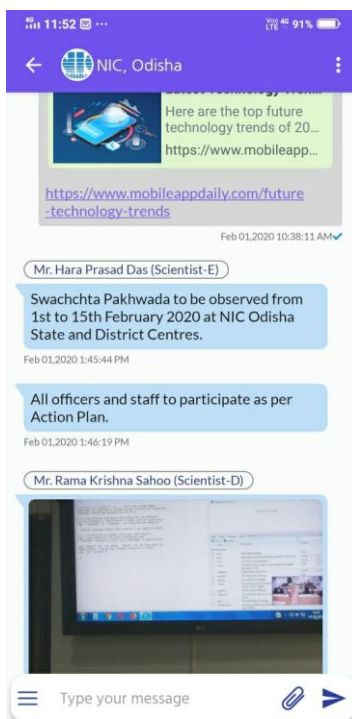 4G 11:52 ...
4G 91%
NIC, Odisha
Here are the top future
technology trends of 20...
https://www.mobileapp...
https://www.mobileappdaily.com/future
-technology-trends
Feb 01,2020 10:38:11 AM
Mr. Hara Prasad Das (Scientist-E)
Swachchta Pakhwada to be observed from
1st to 15th February 2020 at NIC Odisha
State and District Centres.
Feb 01,2020 1:45:44 PM
All officers and staff to participate as per
Action Plan.
Feb 01,2020 1:46:19 PM
Mr. Rama Krishna Sahoo (Scientist-D)
Type your message